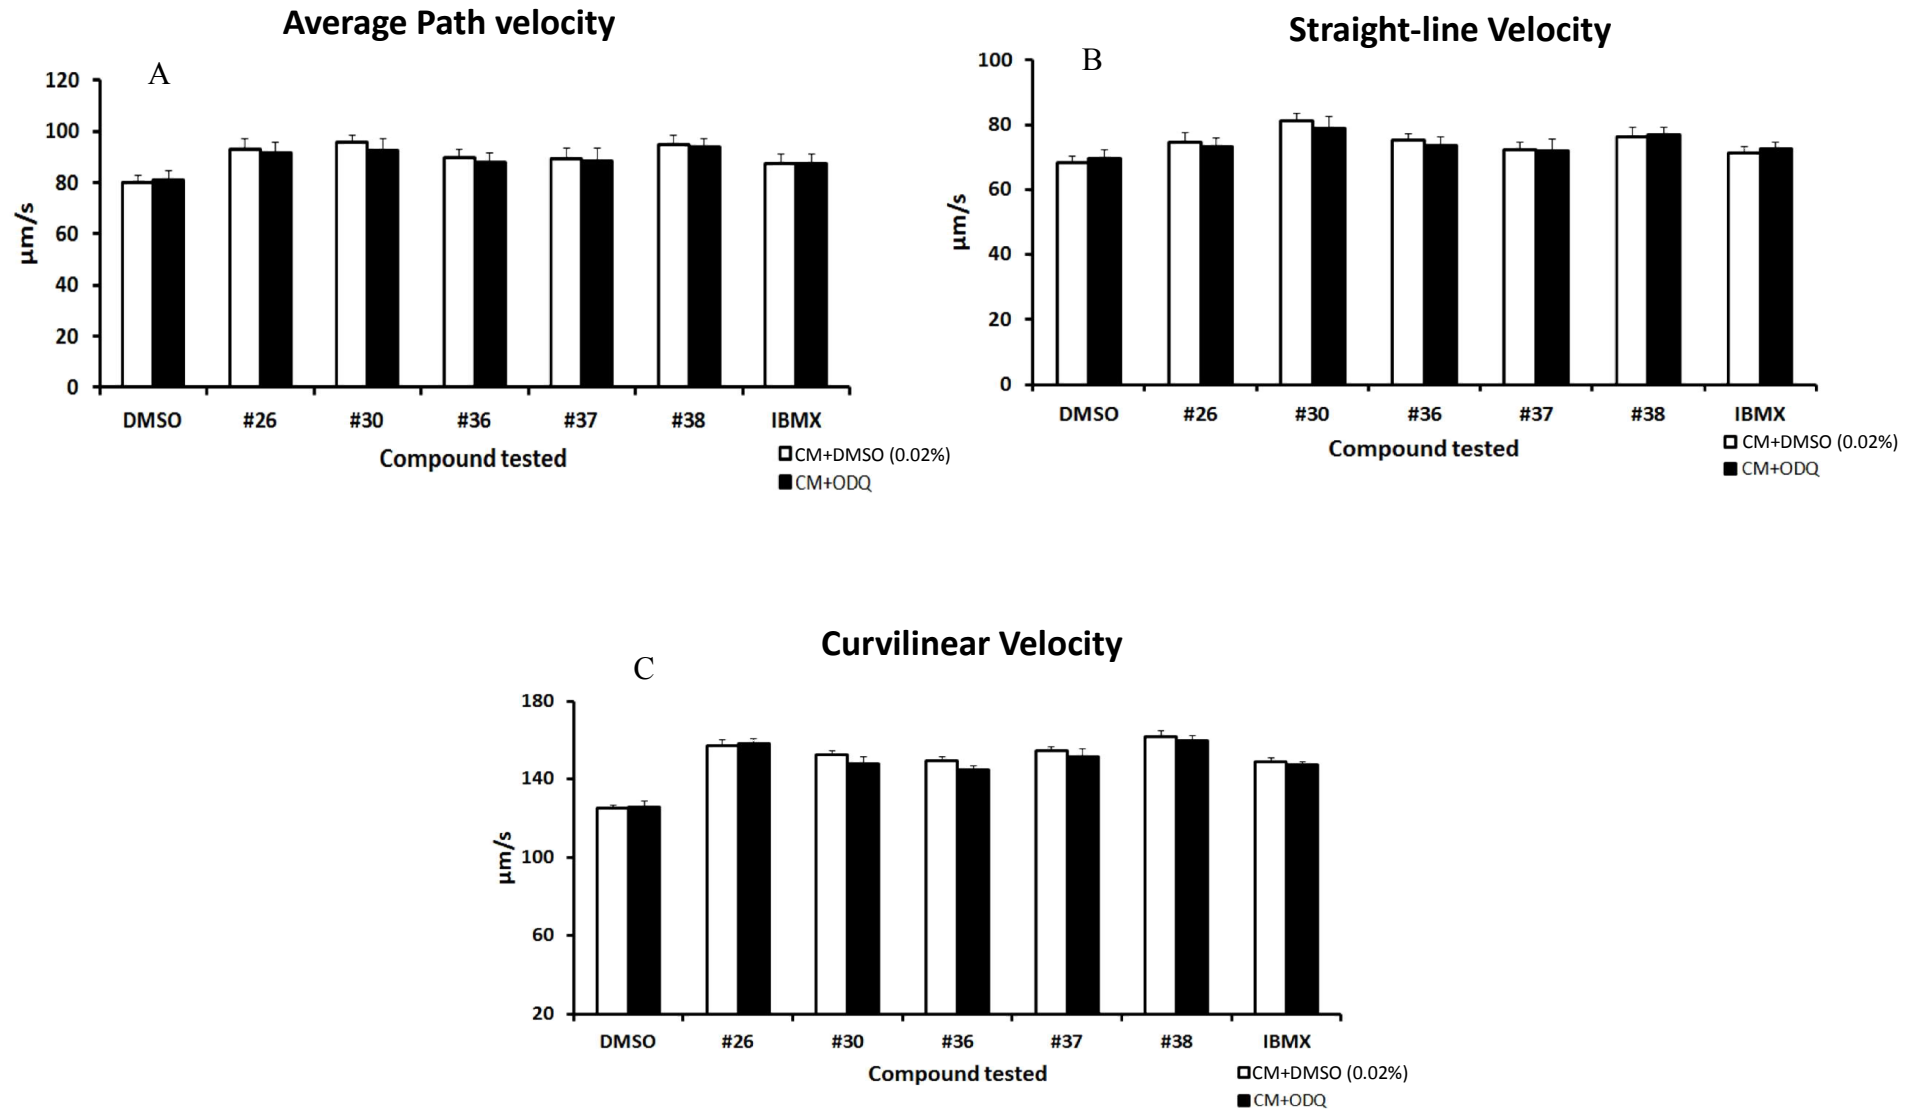 Average Path velocity
A
120
100
80
60
40
20
0
µm/s
DMSO #26 #30 #36 #37 #38 IBMX
Compound tested
CM+DMSO (0.02%)
CM+ODQ
Straight-line Velocity
B
100
80
60
40
20
0
µm/s
DMSO #26 #30 #36 #37 #38 IBMX
Compound tested
CM+DMSO (0.02%)
CM+ODQ
Curvilinear Velocity
C
180
140
100
60
20
µm/s
DMSO #26 #30 #36 #37 #38 IBMX
Compound tested
CM+DMSO (0.02%)
CM+ODQ